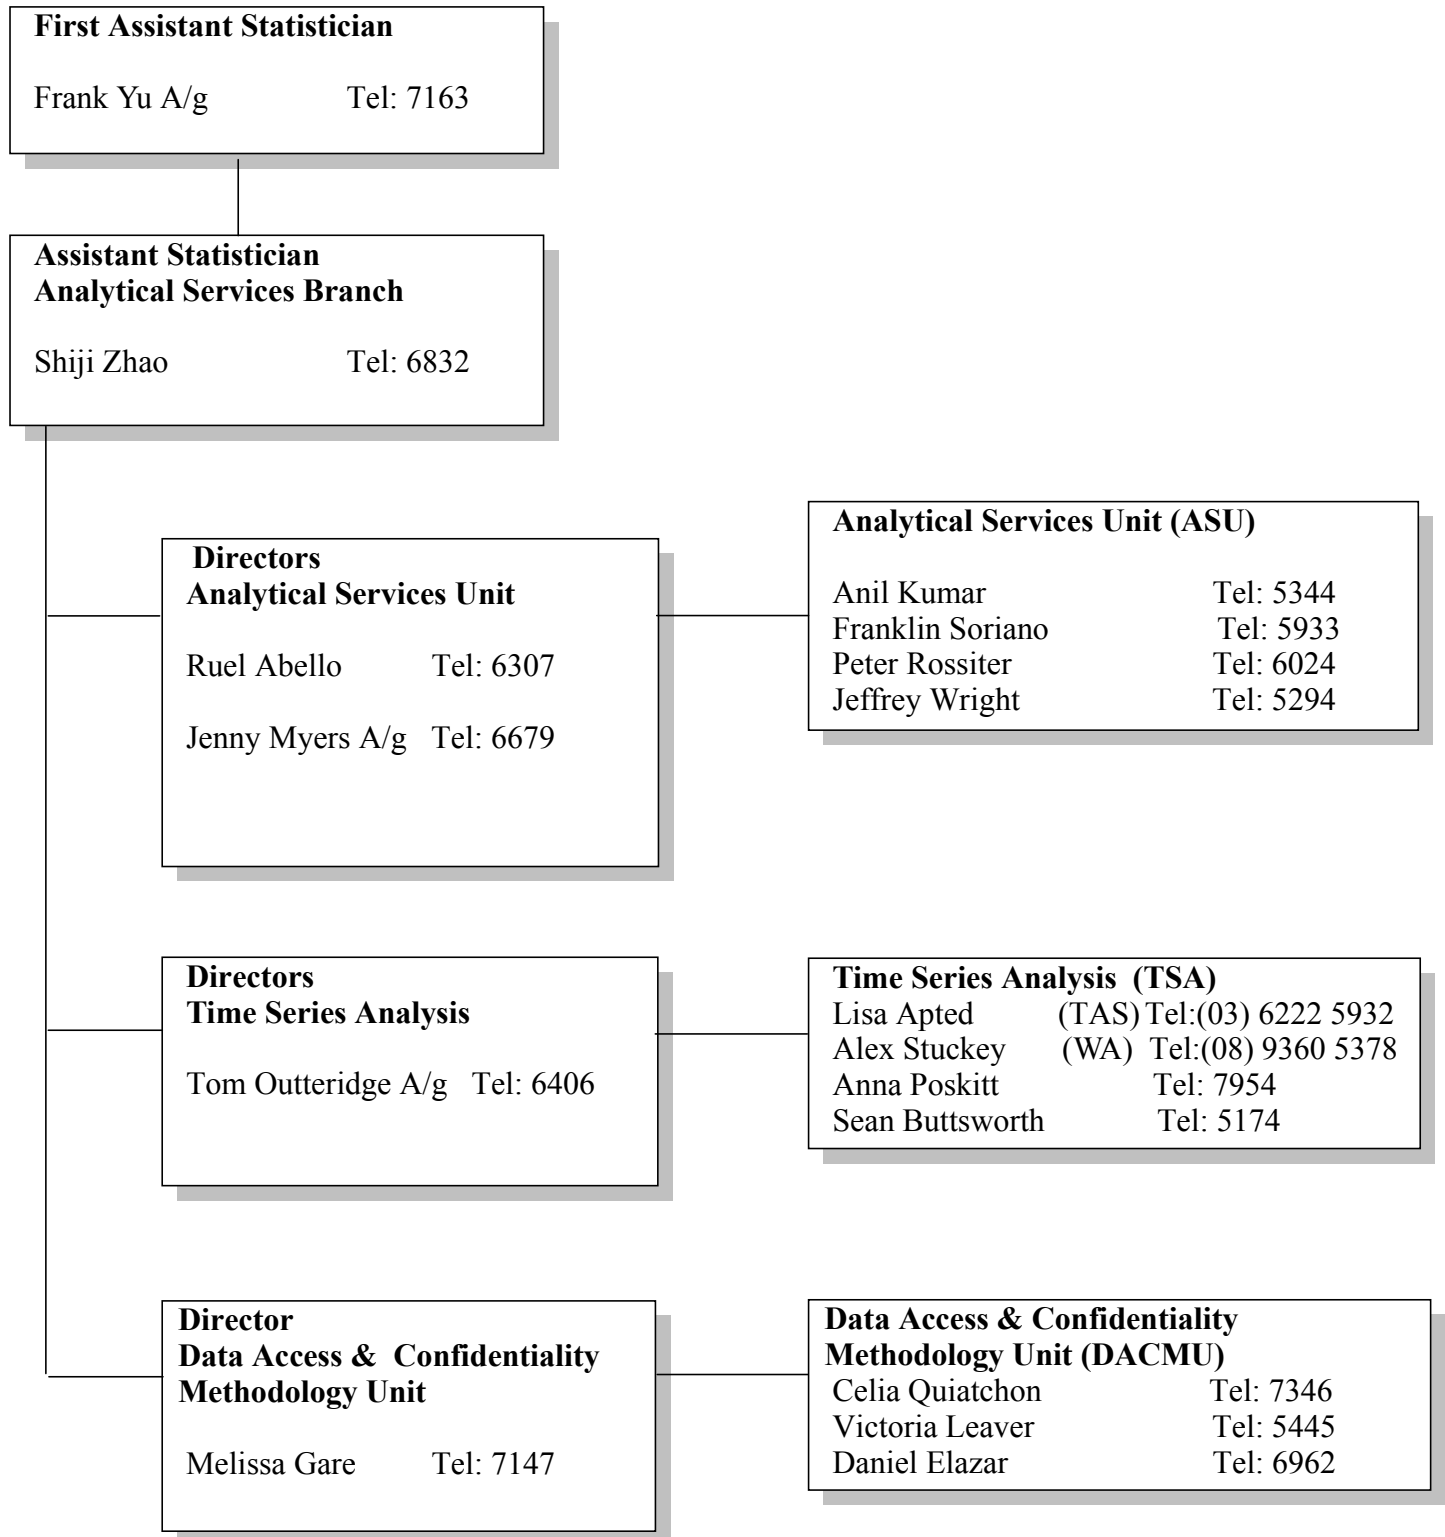 First Assistant Statistician
Frank Yu A/g Tel: 7163
Assistant Statistician
Analytical Services Branch
Shiji Zhao Tel: 6832
Directors
Analytical Services Unit
Ruel Abello Tel: 6307
Jenny Myers A/g Tel: 6679
Analytical Services Unit (ASU)
Anil Kumar Tel: 5344
Franklin Soriano Tel: 5933
Peter Rossiter Tel: 6024
Jeffrey Wright Tel: 5294
Directors
Time Series Analysis
Tom Outteridge A/g Tel: 6406
Time Series Analysis (TSA)
Lisa Apted (TAS) Tel:(03) 6222 5932
Alex Stuckey (WA) Tel:(08) 9360 5378
Anna Poskitt Tel: 7954
Sean Buttsworth Tel: 5174
Director
Data Access & Confidentiality
Methodology Unit
Melissa Gare Tel: 7147
Data Access & Confidentiality
Methodology Unit (DACMU)
Celia Quiatchon Tel: 7346
Victoria Leaver Tel: 5445
Daniel Elazar Tel: 6962